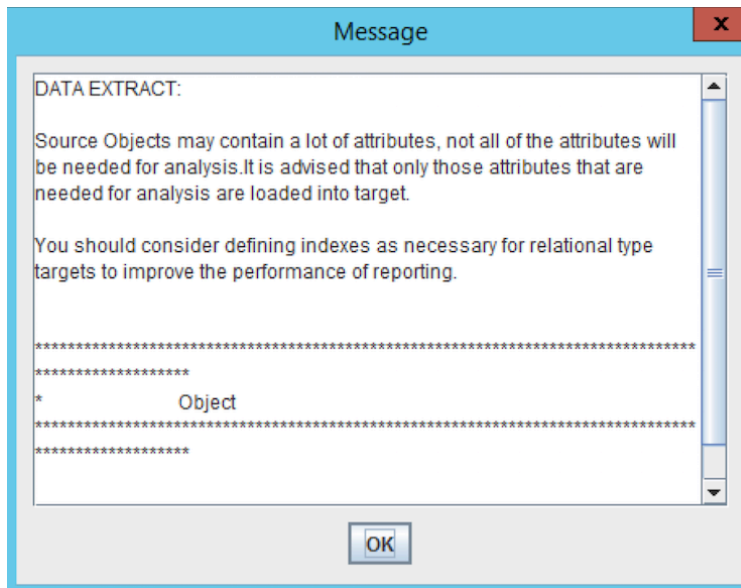 Message
x
DATA EXTRACT:
Source Objects may contain a lot of attributes, not all of the attributes will
be needed for analysis.It is advised that only those attributes that are
needed for analysis are loaded into target.
You should consider defining indexes as necessary for relational type
targets to improve the performance of reporting.
*********************************************************************************
*******************
* Object
*********************************************************************************
*******************
OK